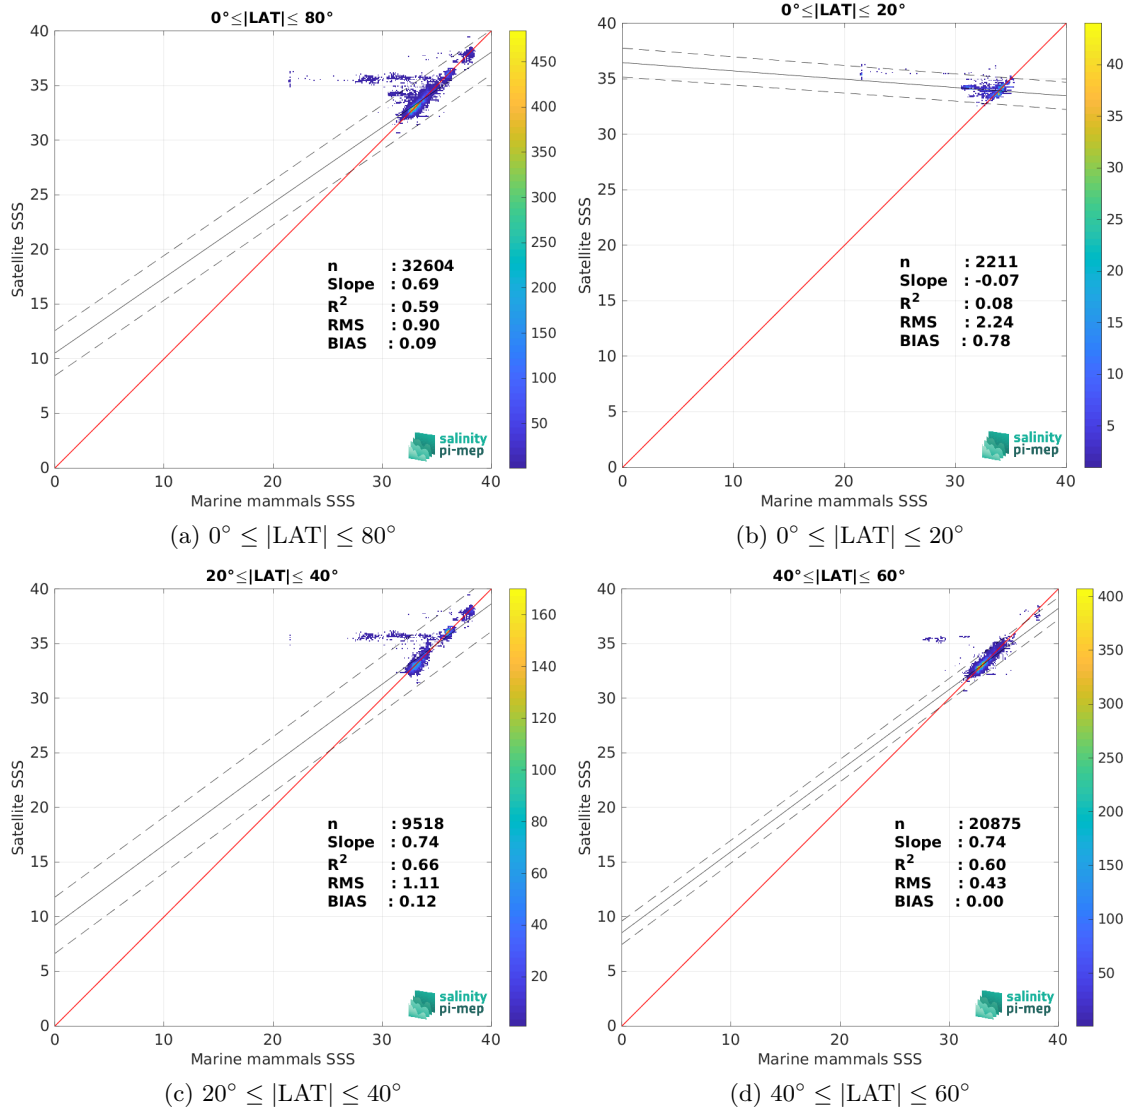 0°≤|LAT|≤ 80°
40
35
30
25
20
15
10
5
0
Satellite SSS
n : 32604
Slope : 0.69
R² : 0.59
RMS : 0.90
BIAS : 0.09
salinity
pi-mep
0 10 20 30 40
Marine mammals SSS
450
400
350
300
250
200
150
100
50
(a) 0° ≤ |LAT| ≤ 80°
0°≤|LAT|≤ 20°
40
35
30
25
20
15
10
5
0
Satellite SSS
n : 2211
Slope : -0.07
R² : 0.08
RMS : 2.24
BIAS : 0.78
salinity
pi-mep
0 10 20 30 40
Marine mammals SSS
40
35
30
25
20
15
10
5
(b) 0° ≤ |LAT| ≤ 20°
20°≤|LAT|≤ 40°
40
35
30
25
20
15
10
5
0
Satellite SSS
n : 9518
Slope : 0.74
R² : 0.66
RMS : 1.11
BIAS : 0.12
salinity
pi-mep
0 10 20 30 40
Marine mammals SSS
160
140
120
100
80
60
40
20
(c) 20° ≤ |LAT| ≤ 40°
40°≤|LAT|≤ 60°
40
35
30
25
20
15
10
5
0
Satellite SSS
n : 20875
Slope : 0.74
R² : 0.60
RMS : 0.43
BIAS : 0.00
salinity
pi-mep
0 10 20 30 40
Marine mammals SSS
400
350
300
250
200
150
100
50
(d) 40° ≤ |LAT| ≤ 60°